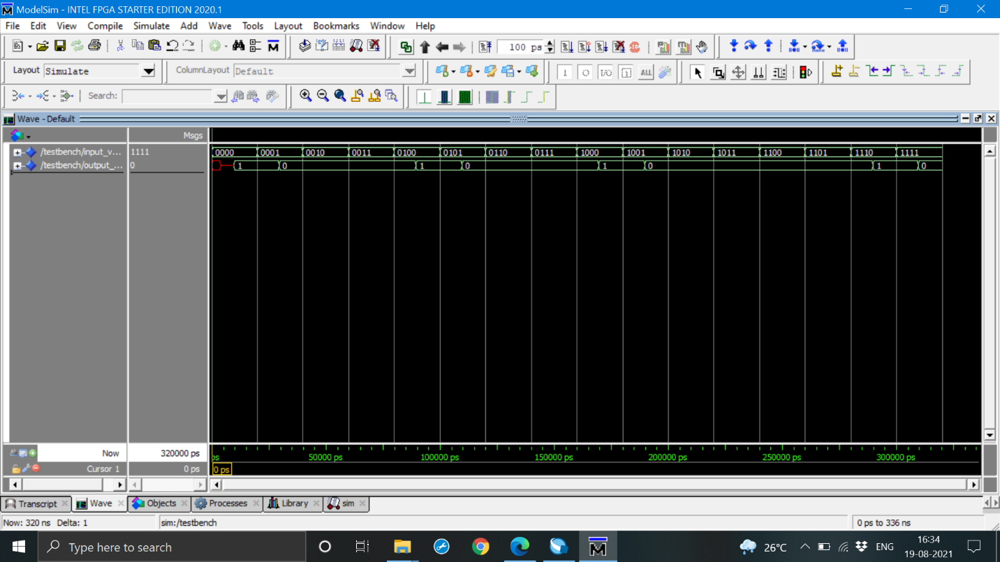 ModelSim - INTEL FPGA STARTER EDITION 2020.1
File Edit View Compile Simulate Add Wave Tools Layout Bookmarks Window Help
100 ps
Layout Simulate
ColumnLayout Default
ALL
Search:
Wave - Default
Msgs
/testbench/input_v... 1111
/testbench/output_... 0
0000 0001 0010 0011 0100 0101 0110 0111 1000 1001 1010 1011 1100 1101 1110 1111
1 0 1 0 1 0 1 0
Now 320000 ps
ps 50000 ps 100000 ps 150000 ps 200000 ps 250000 ps 300000 ps
Cursor 1 0 ps
0 ps
Transcript Wave Objects Processes Library sim
Now: 320 ns Delta: 1 sim:/testbench 0 ps to 336 ns
Type here to search
26°C ENG
16:34
19-08-2021